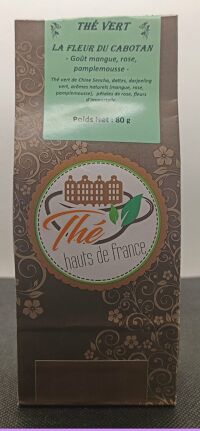 THÉ VERT
LA FLEUR DU CABOTAN
- Goût mangue, rose,
pamplemousse -
Thé vert de Chine Sencha, dattes, darjeeling
vert, arômes naturels (mangue, rose,
pamplemousse), pétales de rose, fleurs
d'immortelle
Poids Net : 80 g
Thé
hauts de france